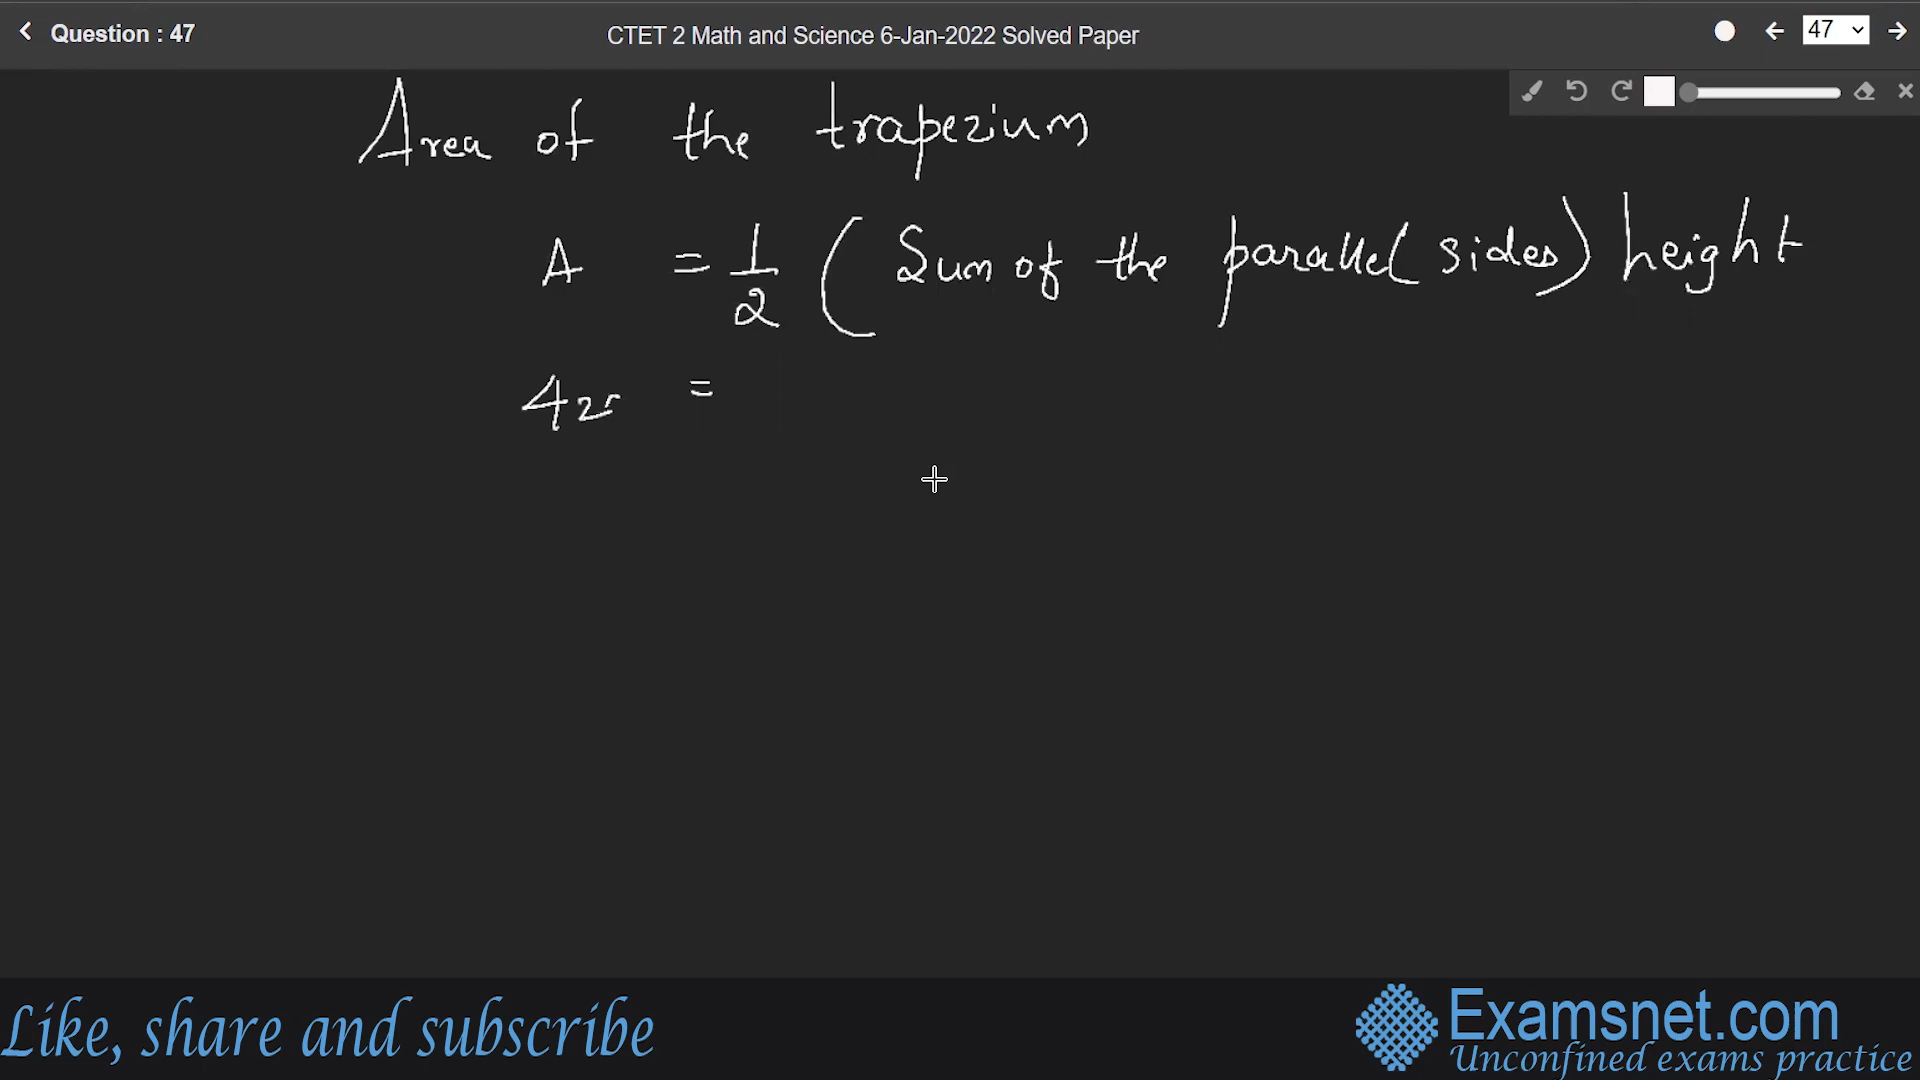 Question : 47
CTET 2 Math and Science 6-Jan-2022 Solved Paper
47
Area of the trapezium
A = 1/2 ( Sum of the parallel sides) height
425 =
Like, share and subscribe
Examsnet.com
Unconfined exams practice